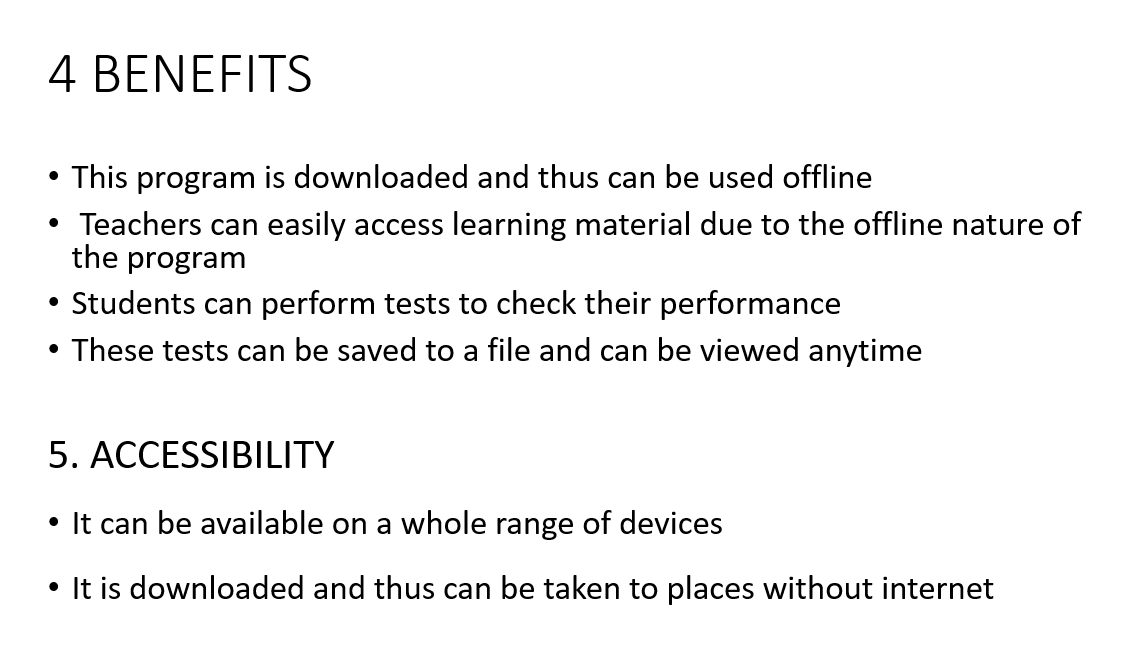 4 BENEFITS
• This program is downloaded and thus can be used offline
• Teachers can easily access learning material due to the offline nature of
the program
• Students can perform tests to check their performance
• These tests can be saved to a file and can be viewed anytime
5. ACCESSIBILITY
• It can be available on a whole range of devices
• It is downloaded and thus can be taken to places without internet